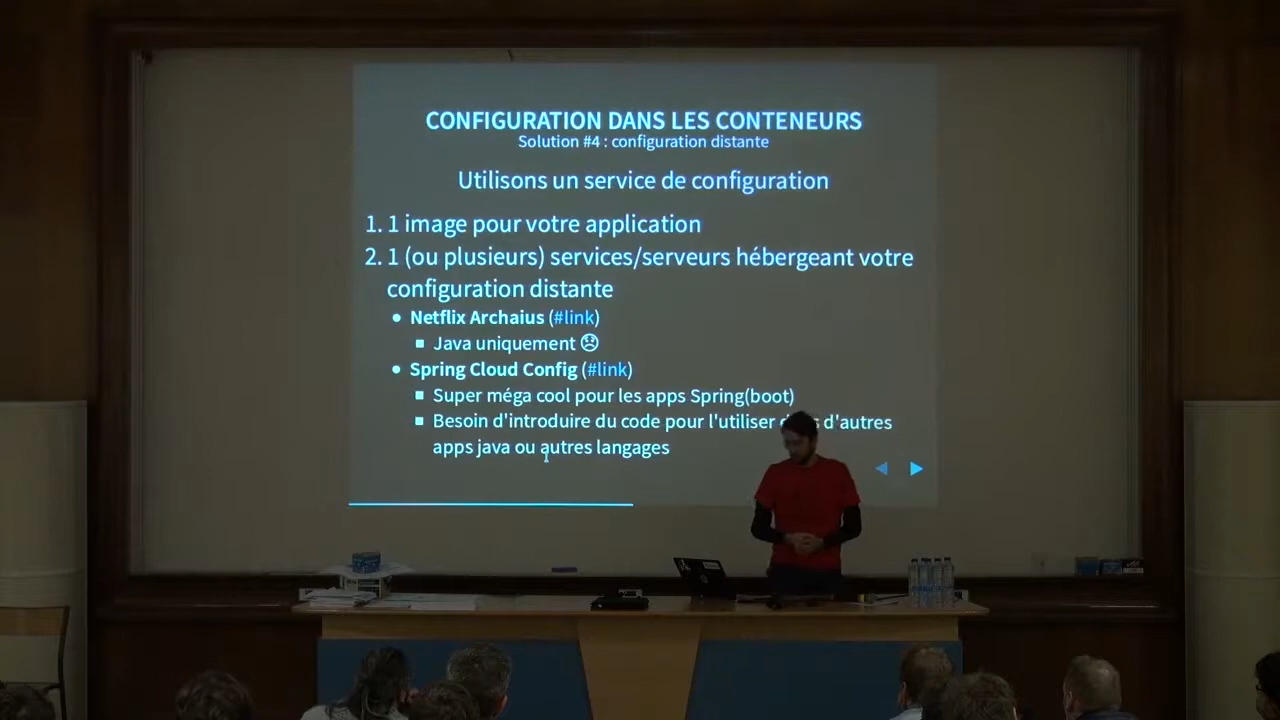 CONFIGURATION DANS LES CONTENEURS
Solution #4 : configuration distante
Utilisons un service de configuration
1. 1 image pour votre application
2. 1 (ou plusieurs) services/serveurs hébergeant votre
configuration distante
• Netflix Archaius (#link)
▪ Java uniquement ☹
• Spring Cloud Config (#link)
▪ Super méga cool pour les apps Spring(boot)
▪ Besoin d'introduire du code pour l'utiliser d'autres
apps java ou autres langages